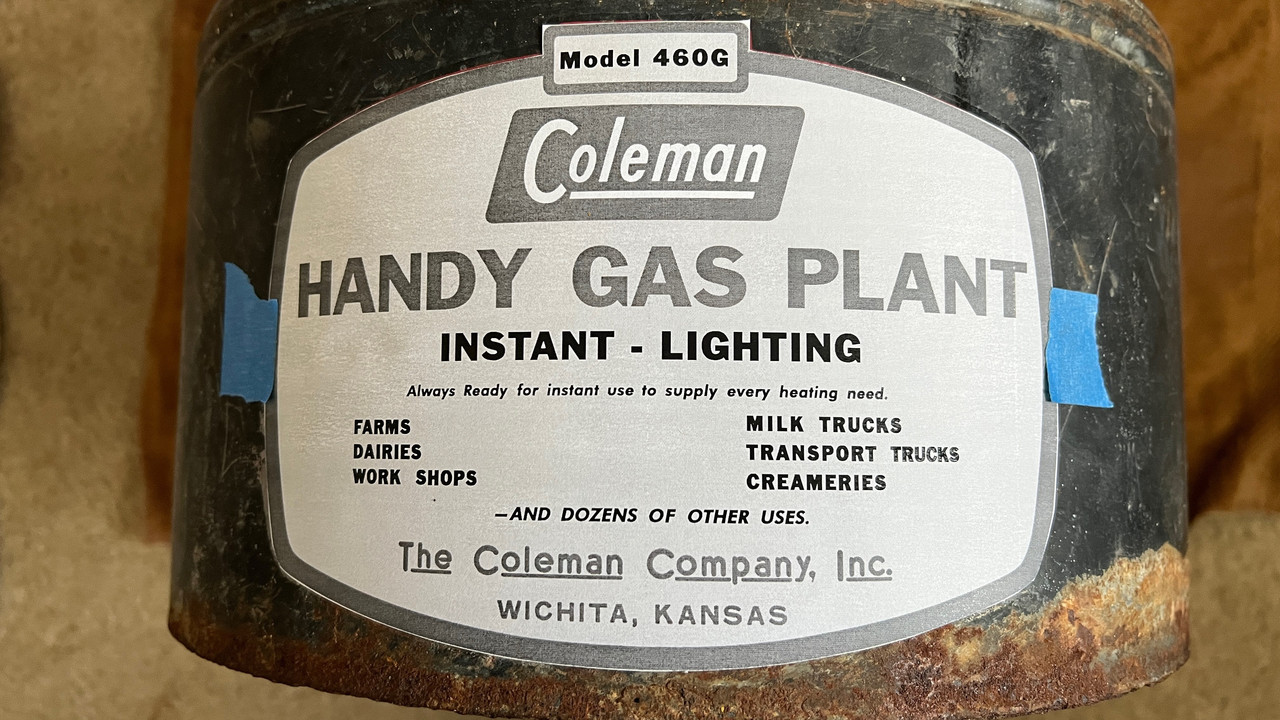 Model 460G
Coleman
HANDY GAS PLANT
INSTANT - LIGHTING
Always Ready for instant use to supply every heating need.
FARMS
DAIRIES
WORK SHOPS
MILK TRUCKS
TRANSPORT TRUCKS
CREAMERIES
—AND DOZENS OF OTHER USES.
The Coleman Company, Inc.
WICHITA, KANSAS